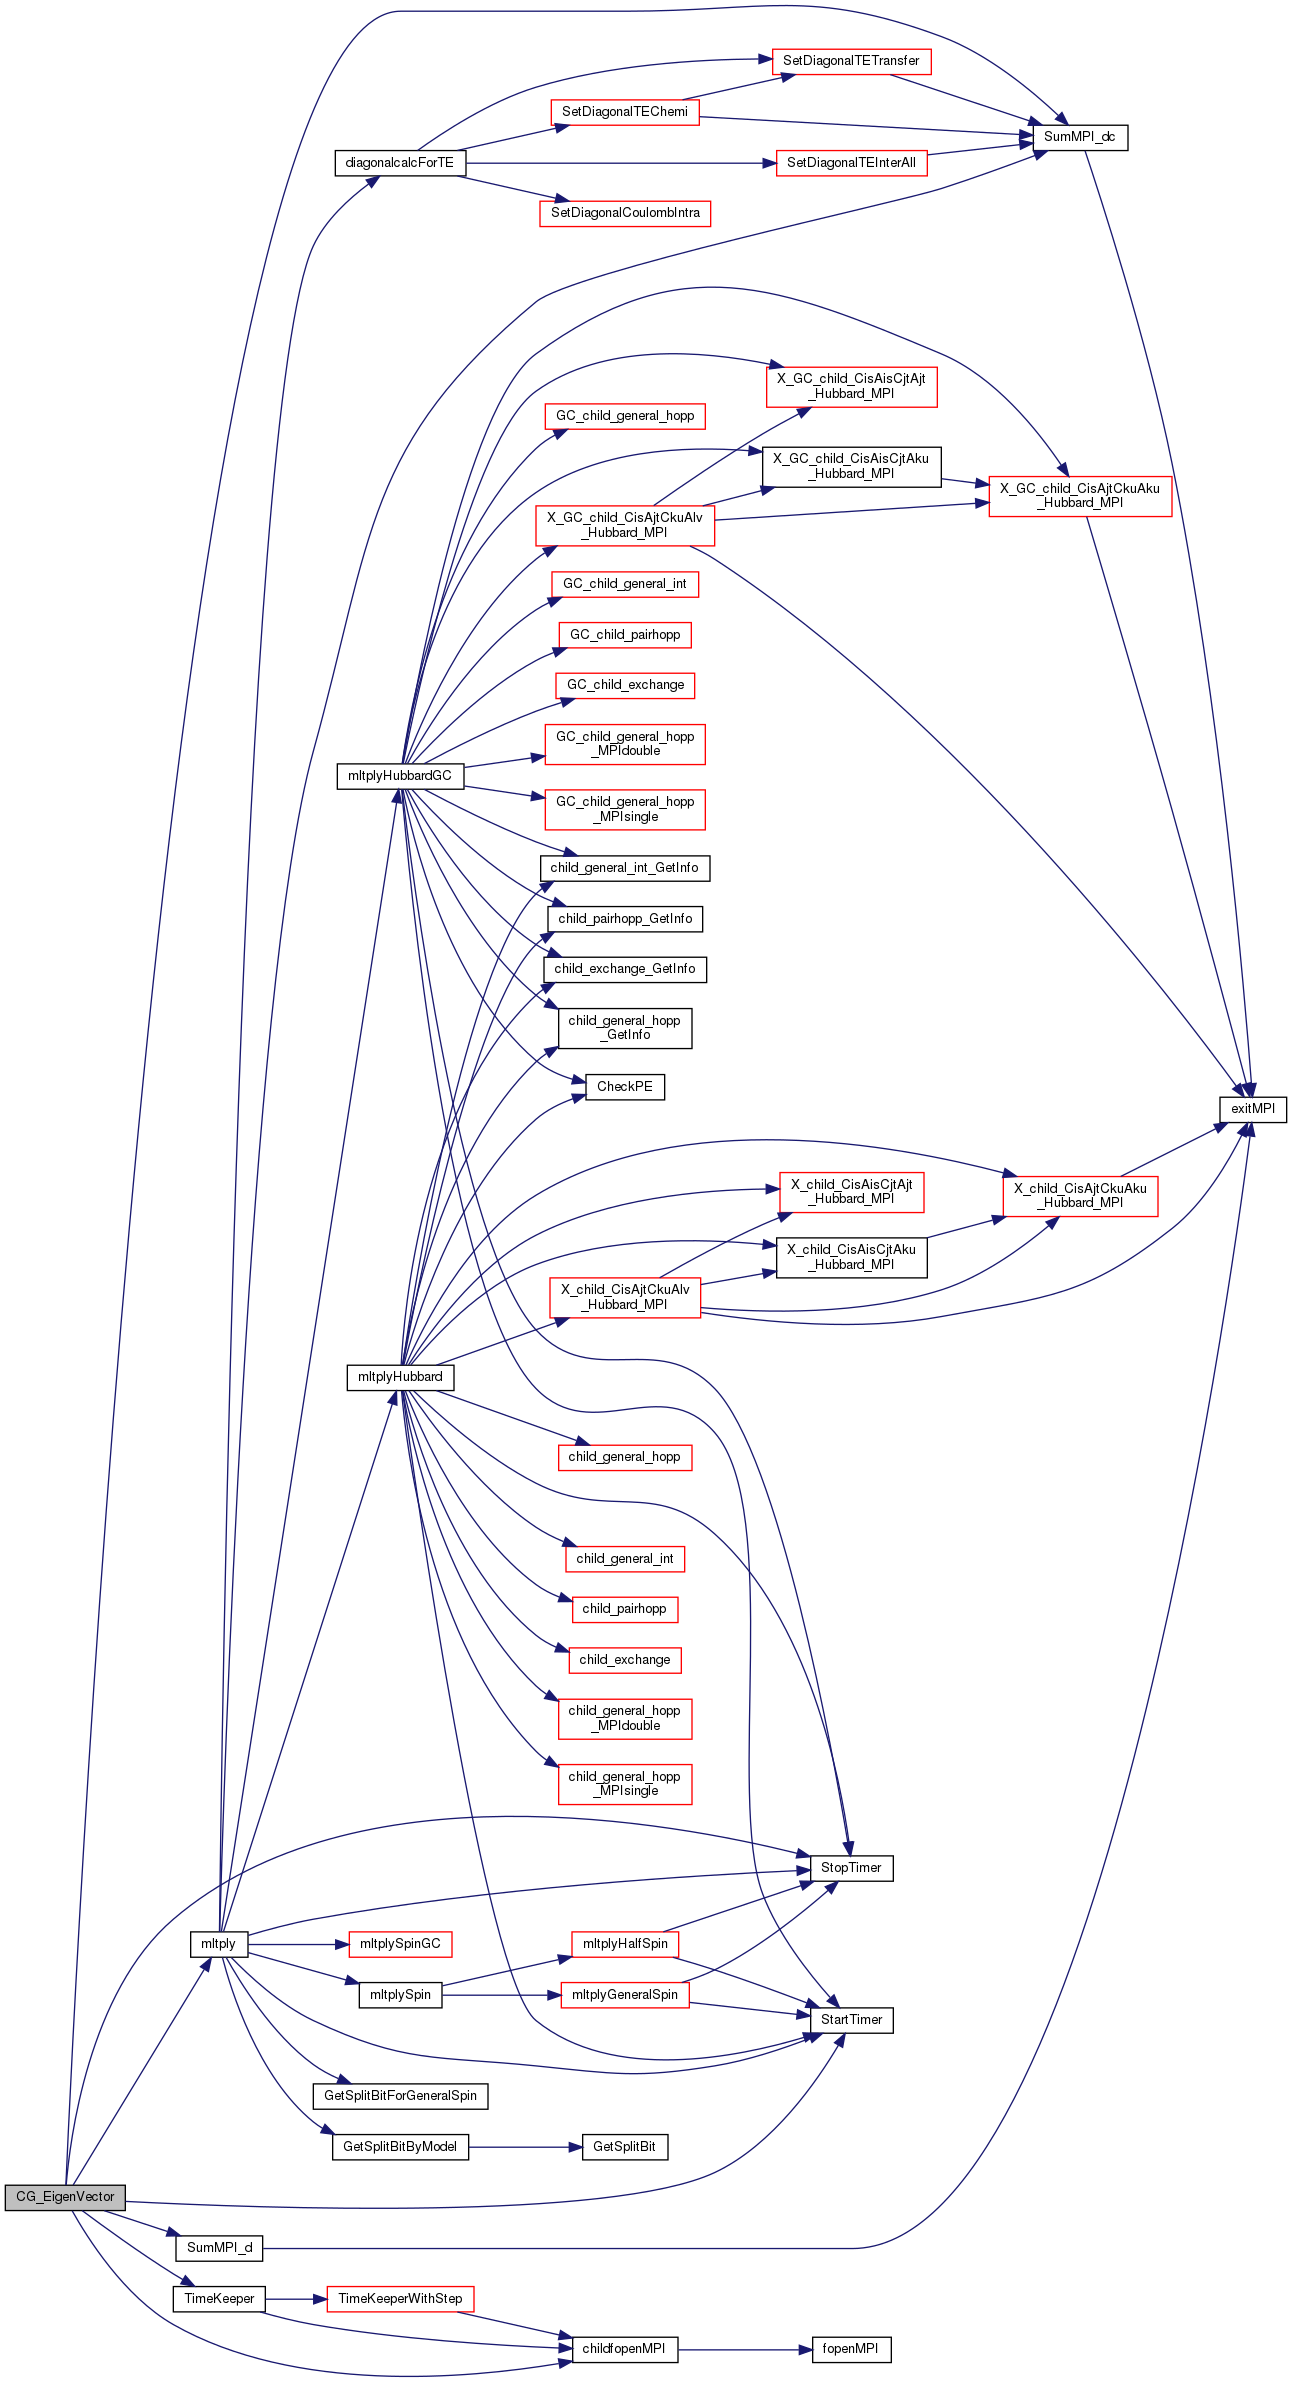 SetDiagonalTETransfer
SetDiagonalTEChemi
SumMPI_dc
diagonalcalcForTE
SetDiagonalTEInterAll
SetDiagonalCoulombIntra
X_GC_child_CisAisCjtAjt
_Hubbard_MPI
GC_child_general_hopp
X_GC_child_CisAisCjtAku
_Hubbard_MPI
X_GC_child_CisAjtCkuAku
_Hubbard_MPI
X_GC_child_CisAjtCkuAlv
_Hubbard_MPI
GC_child_general_int
GC_child_pairhopp
GC_child_exchange
GC_child_general_hopp
_MPIdouble
mltplyHubbardGC
GC_child_general_hopp
_MPIsingle
child_general_int_GetInfo
child_pairhopp_GetInfo
child_exchange_GetInfo
child_general_hopp
_GetInfo
CheckPE
exitMPI
X_child_CisAisCjtAjt
_Hubbard_MPI
X_child_CisAjtCkuAku
_Hubbard_MPI
X_child_CisAisCjtAku
_Hubbard_MPI
X_child_CisAjtCkuAlv
_Hubbard_MPI
mltplyHubbard
child_general_hopp
child_general_int
child_pairhopp
child_exchange
child_general_hopp
_MPIdouble
child_general_hopp
_MPIsingle
StopTimer
mltply
mltplySpinGC
mltplyHalfSpin
mltplySpin
mltplyGeneralSpin
StartTimer
GetSplitBitForGeneralSpin
GetSplitBitByModel
GetSplitBit
CG_EigenVector
SumMPI_d
TimeKeeper
TimeKeeperWithStep
childfopenMPI
fopenMPI